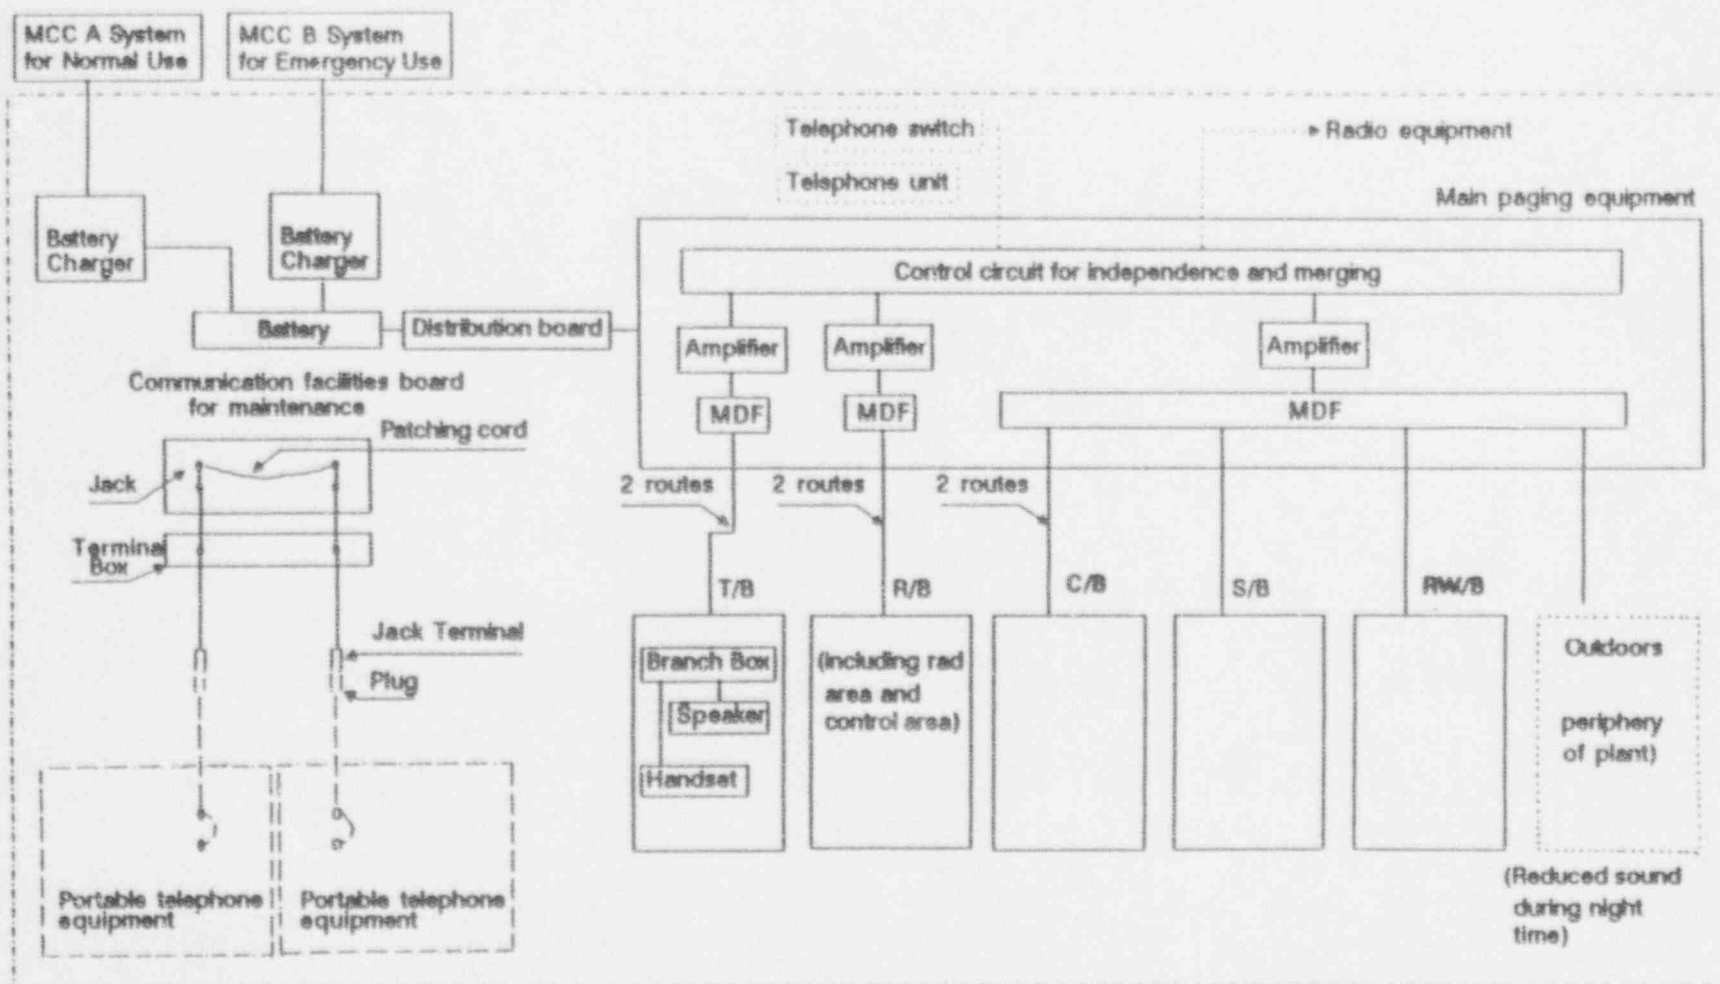 MCC A System
for Normal Use
MCC B System
for Emergency Use
Telephone switch
Radio equipment
Telephone unit
Main paging equipment
Battery
Charger
Battery
Charger
Control circuit for independence and merging
Battery
Distribution board
Amplifier
Amplifier
Amplifier
Communication facilities board
for maintenance
MDF
MDF
MDF
Patching cord
Jack
2 routes
2 routes
2 routes
Terminal
Box
T/B
R/B
C/B
S/B
RW/B
Jack Terminal
Plug
Branch Box
Speaker
Handset
(including rad
area and
control area)
Outdoors
periphery
of plant)
Portable telephone
equipment
Portable telephone
equipment
(Reduced sound
during night
time)